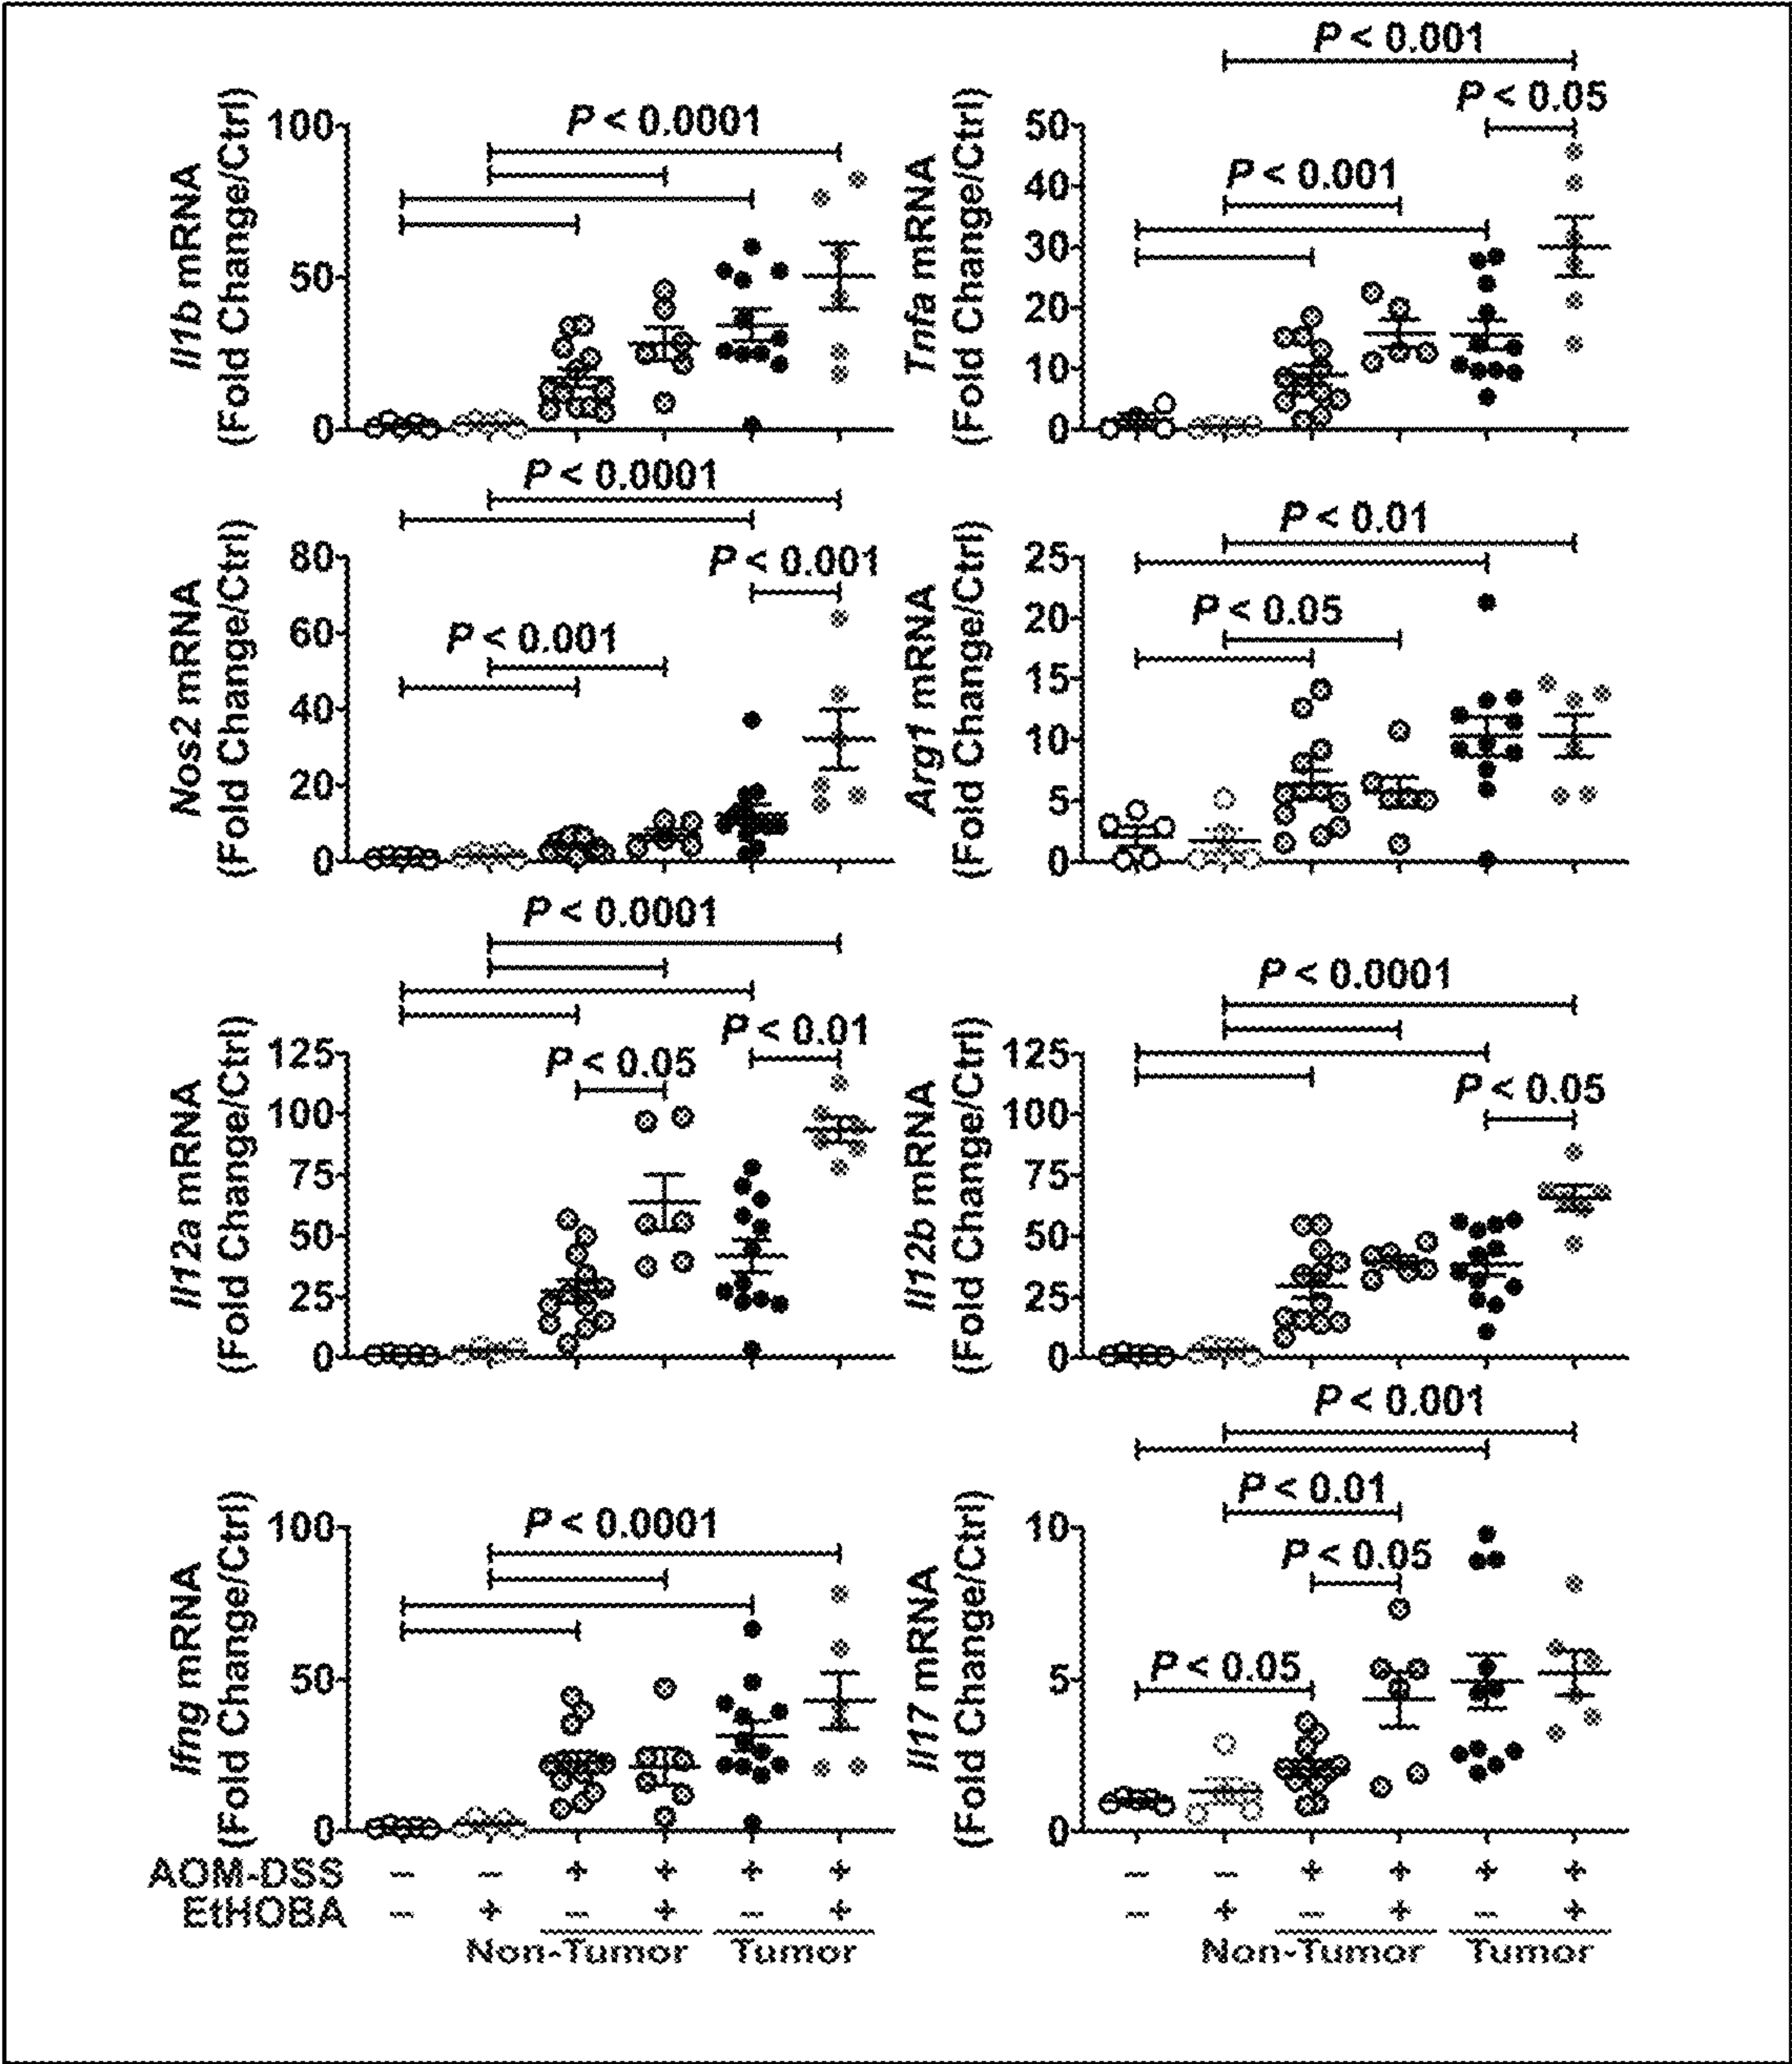 P < 0.0001
Il1b mRNA
(Fold Change/Ctrl)
100
50
0
P < 0.001
P < 0.05
P < 0.001
Tnfa mRNA
(Fold Change/Ctrl)
50
40
30
20
10
0
P < 0.0001
P < 0.001
P < 0.001
Nos2 mRNA
(Fold Change/Ctrl)
80
60
40
20
0
P < 0.01
P < 0.05
Arg1 mRNA
(Fold Change/Ctrl)
25
20
15
10
5
0
P < 0.0001
P < 0.01
P < 0.05
Il12a mRNA
(Fold Change/Ctrl)
125
100
75
50
25
0
P < 0.0001
P < 0.05
Il12b mRNA
(Fold Change/Ctrl)
125
100
75
50
25
0
P < 0.0001
Ifng mRNA
(Fold Change/Ctrl)
100
50
0
P < 0.001
P < 0.01
P < 0.05
P < 0.05
Il17 mRNA
(Fold Change/Ctrl)
10
5
0
AOM-DSS – – + + + + – – + + + +
EtHOBA – + – + – + – + – + – +
Non-Tumor Tumor Non-Tumor Tumor